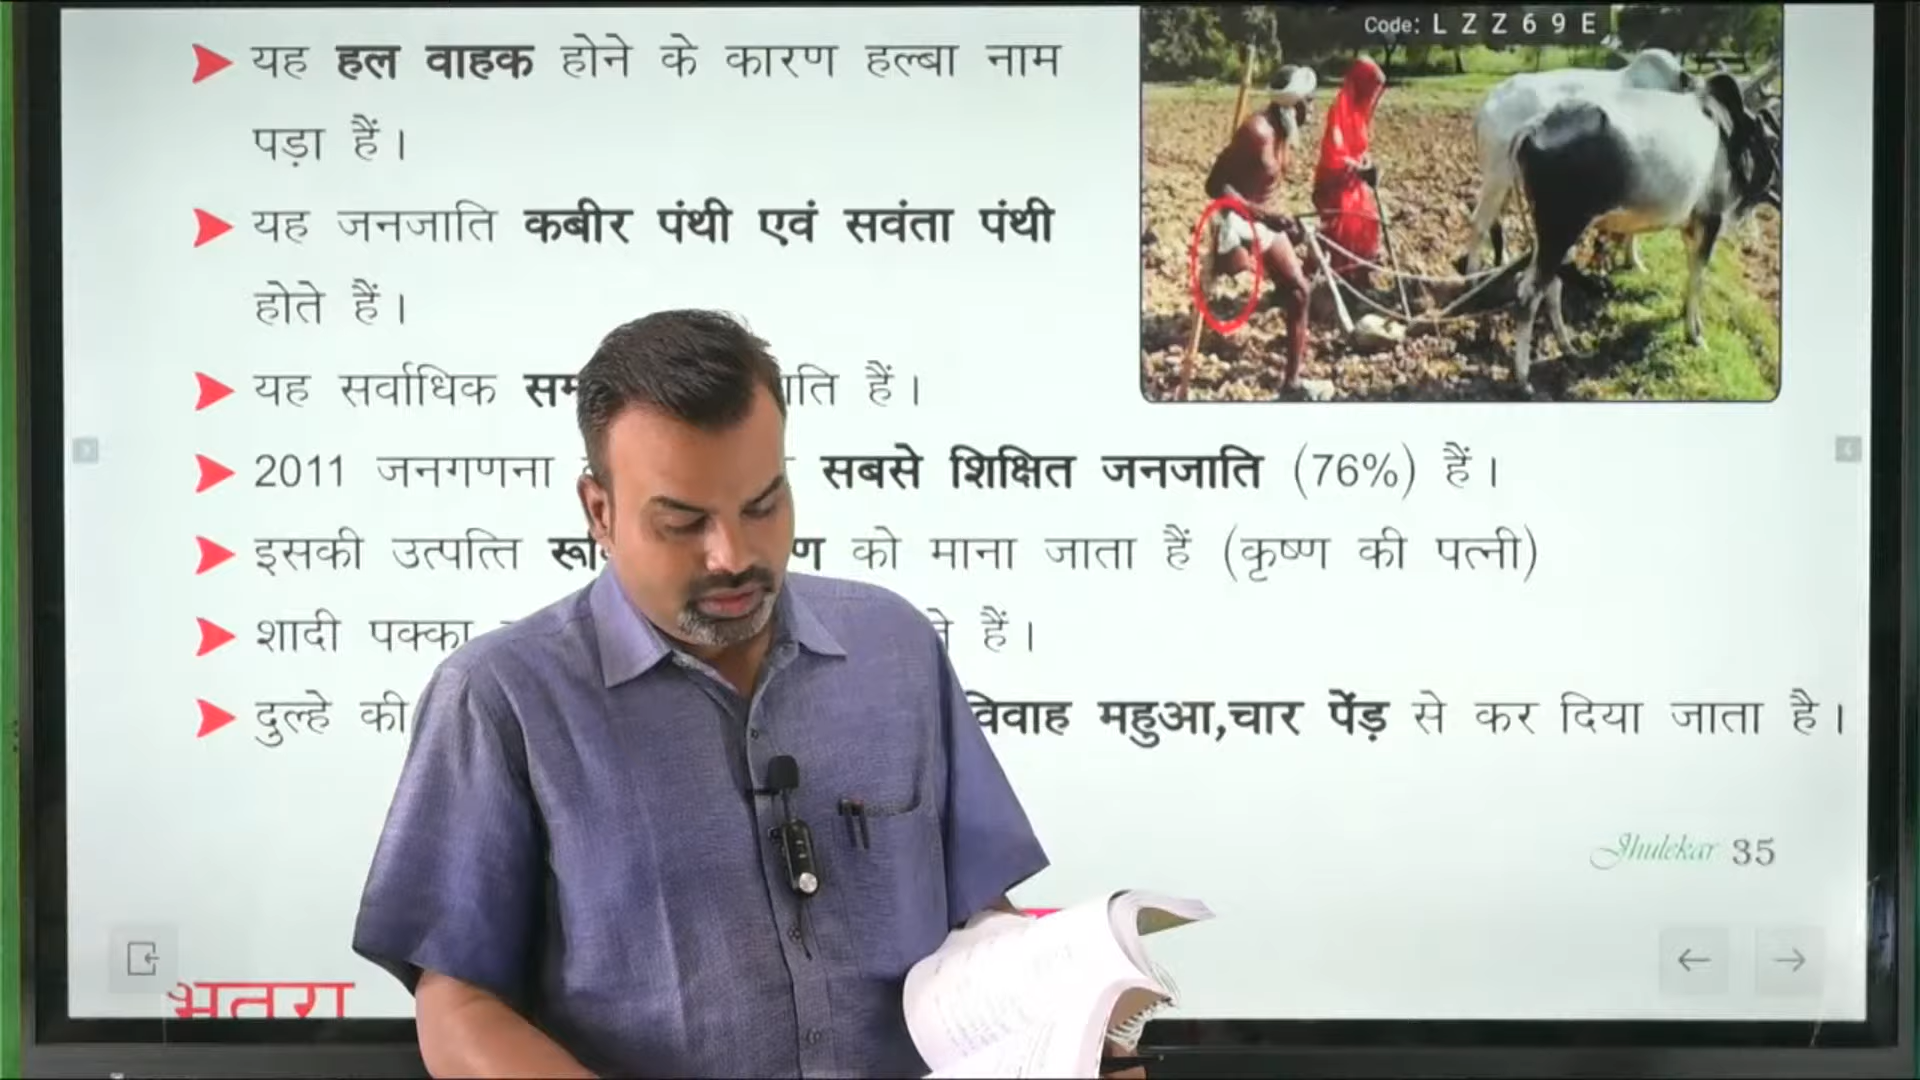 Code: L Z Z 6 9 E
यह हल वाहक होने के कारण हल्बा नाम
पड़ा हैं।
यह जनजाति कबीर पंथी एवं सवंता पंथी
होते हैं।
यह सर्वाधिक हैं।
2011 जनगणना सबसे शिक्षित जनजाति (76%) हैं।
इसकी उत्पत्ति को माना जाता हैं (कृष्ण की पत्नी)
शादी पक्का हैं।
दुल्हे की विवाह महुआ,चार पेंड़ से कर दिया जाता है।
Jhulekar 35
भतरा